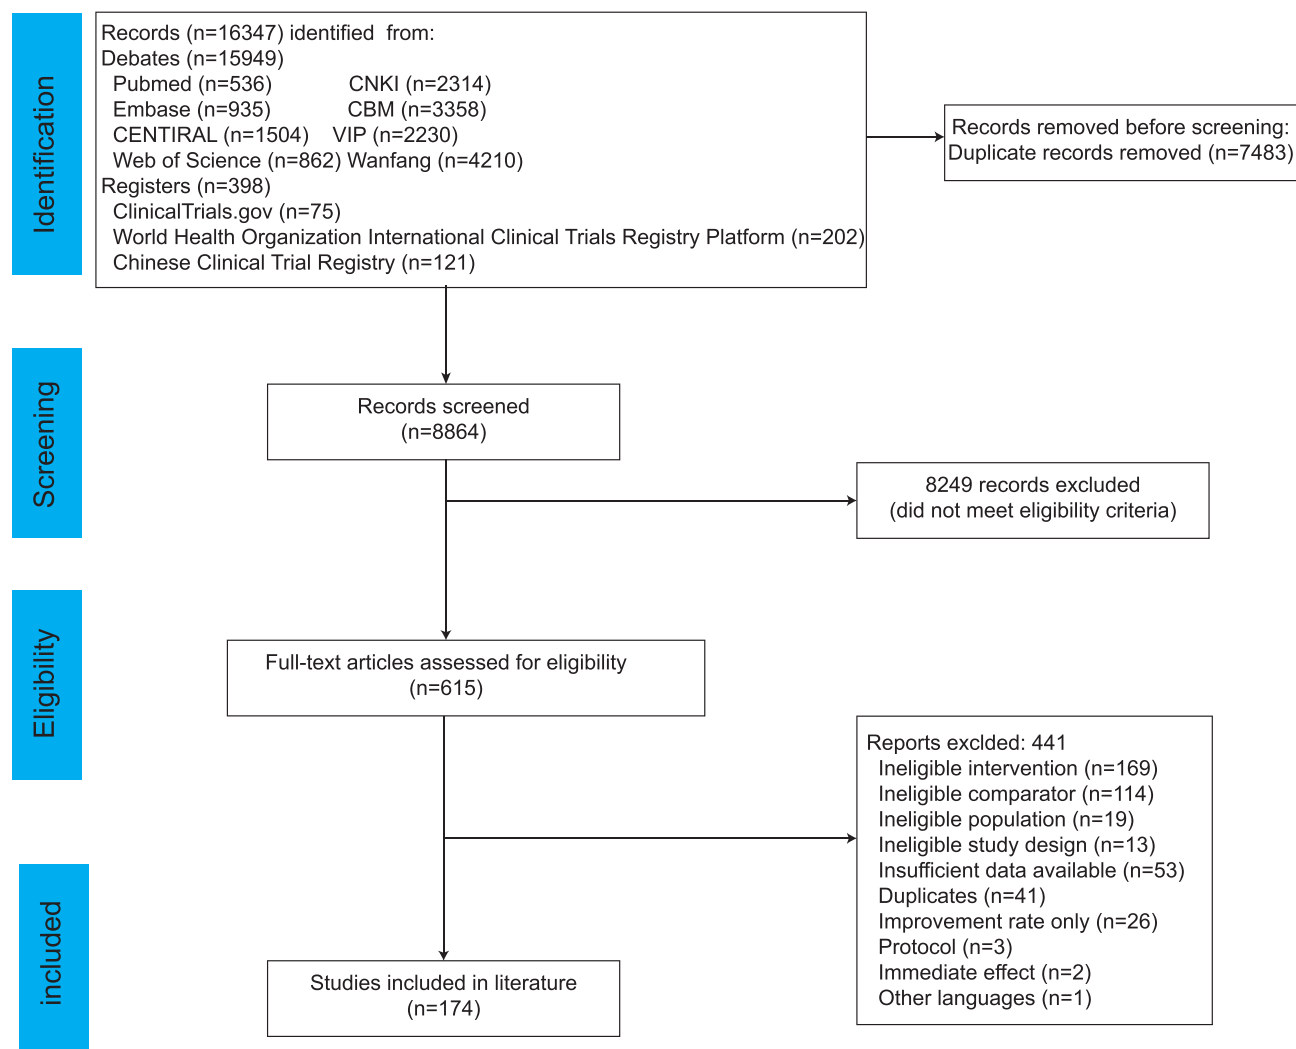 Identification
Records (n=16347) identified from:
Debates (n=15949)
Pubmed (n=536) CNKI (n=2314)
Embase (n=935) CBM (n=3358)
CENTIRAL (n=1504) VIP (n=2230)
Web of Science (n=862) Wanfang (n=4210)
Registers (n=398)
ClinicalTrials.gov (n=75)
World Health Organization International Clinical Trials Registry Platform (n=202)
Chinese Clinical Trial Registry (n=121)
Records removed before screening:
Duplicate records removed (n=7483)
Screening
Records screened
(n=8864)
8249 records excluded
(did not meet eligibility criteria)
Eligibility
Full-text articles assessed for eligibility
(n=615)
Reports exclded: 441
Ineligible intervention (n=169)
Ineligible comparator (n=114)
Ineligible population (n=19)
Ineligible study design (n=13)
Insufficient data available (n=53)
Duplicates (n=41)
Improvement rate only (n=26)
Protocol (n=3)
Immediate effect (n=2)
Other languages (n=1)
included
Studies included in literature
(n=174)